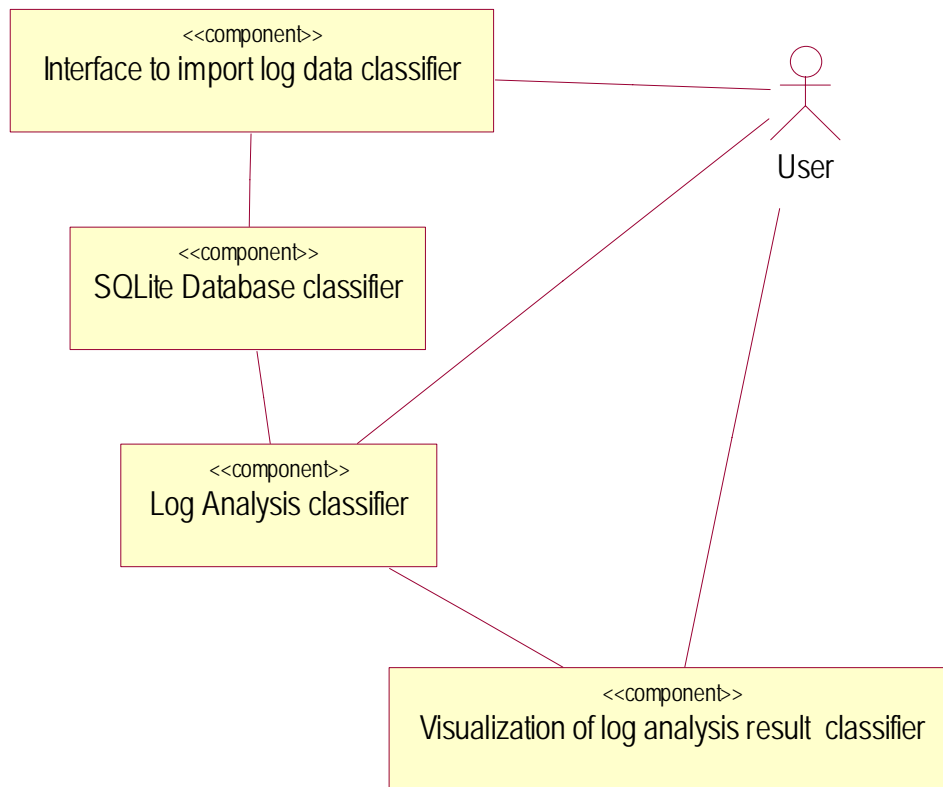 <<component>>
Interface to import log data classifier
User
<<component>>
SQLite Database classifier
<<component>>
Log Analysis classifier
<<component>>
Visualization of log analysis result  classifier